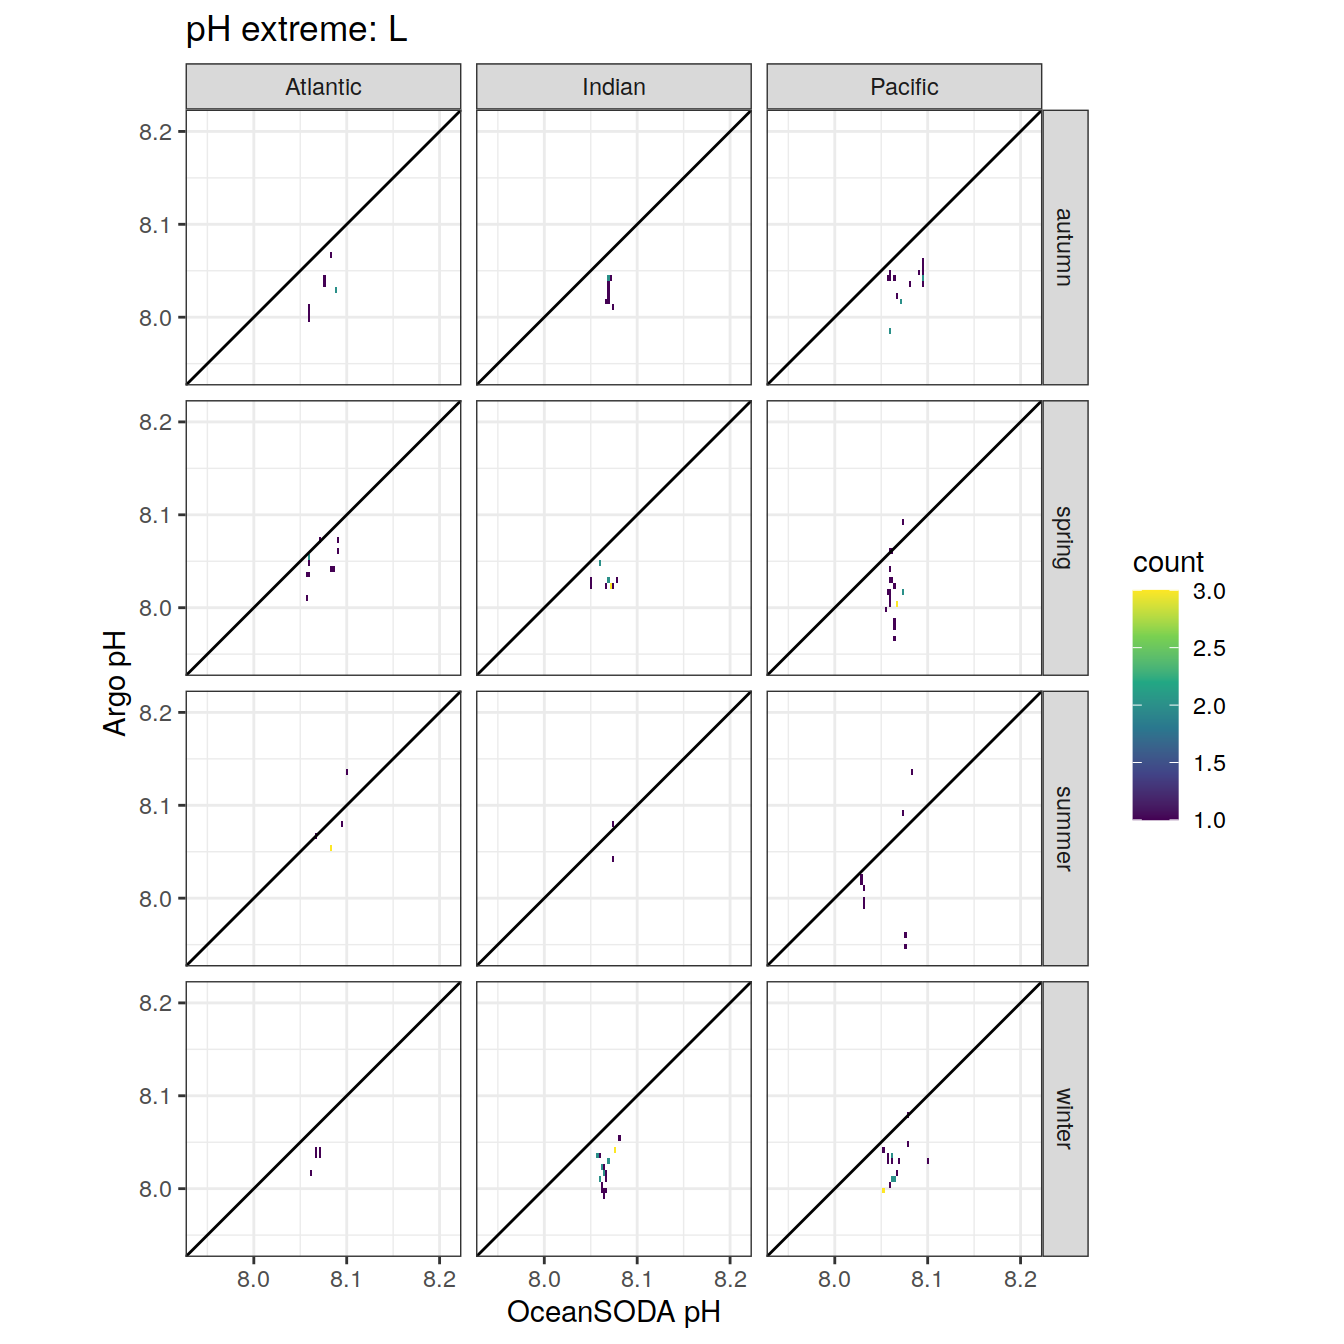 pH extreme: L
Atlantic Indian Pacific
8.2
8.1
8.0
autumn
8.2
8.1
8.0
spring
8.2
8.1
8.0
summer
8.2
8.1
8.0
winter
Argo pH
8.0 8.1 8.2 8.0 8.1 8.2 8.0 8.1 8.2
OceanSODA pH
count
3.0
2.5
2.0
1.5
1.0